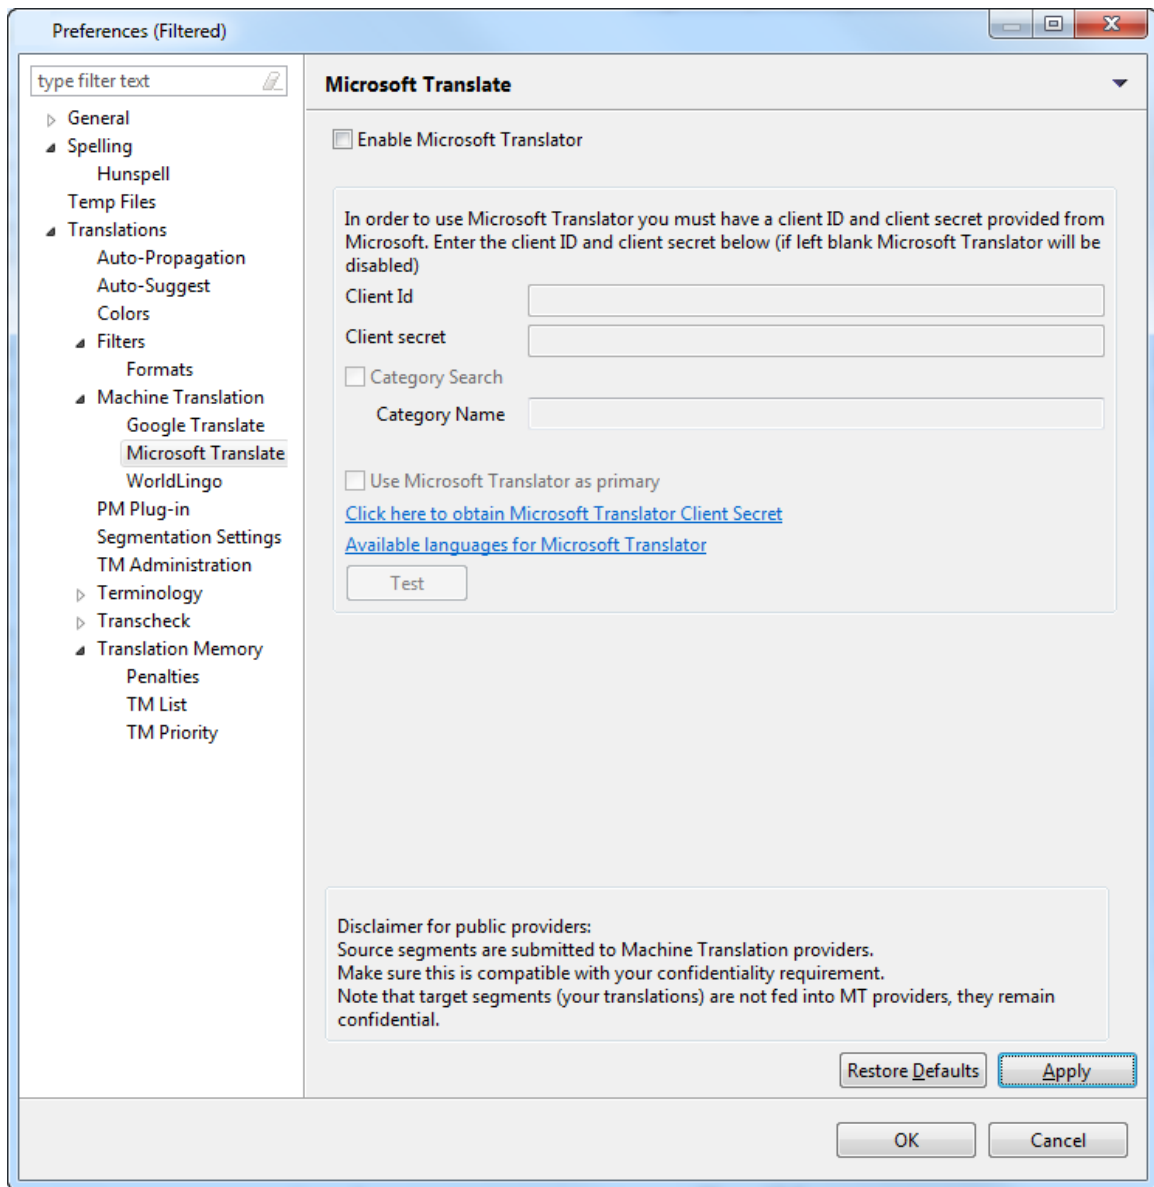 Preferences (Filtered)
type filter text
General
Spelling
Hunspell
Temp Files
Translations
Auto-Propagation
Auto-Suggest
Colors
Filters
Formats
Machine Translation
Google Translate
Microsoft Translate
WorldLingo
PM Plug-in
Segmentation Settings
TM Administration
Terminology
Transcheck
Translation Memory
Penalties
TM List
TM Priority
Microsoft Translate
Enable Microsoft Translator
In order to use Microsoft Translator you must have a client ID and client secret provided from
Microsoft. Enter the client ID and client secret below (if left blank Microsoft Translator will be
disabled)
Client Id
Client secret
Category Search
Category Name
Use Microsoft Translator as primary
Click here to obtain Microsoft Translator Client Secret
Available languages for Microsoft Translator
Test
Disclaimer for public providers:
Source segments are submitted to Machine Translation providers.
Make sure this is compatible with your confidentiality requirement.
Note that target segments (your translations) are not fed into MT providers, they remain
confidential.
Restore Defaults
Apply
OK
Cancel